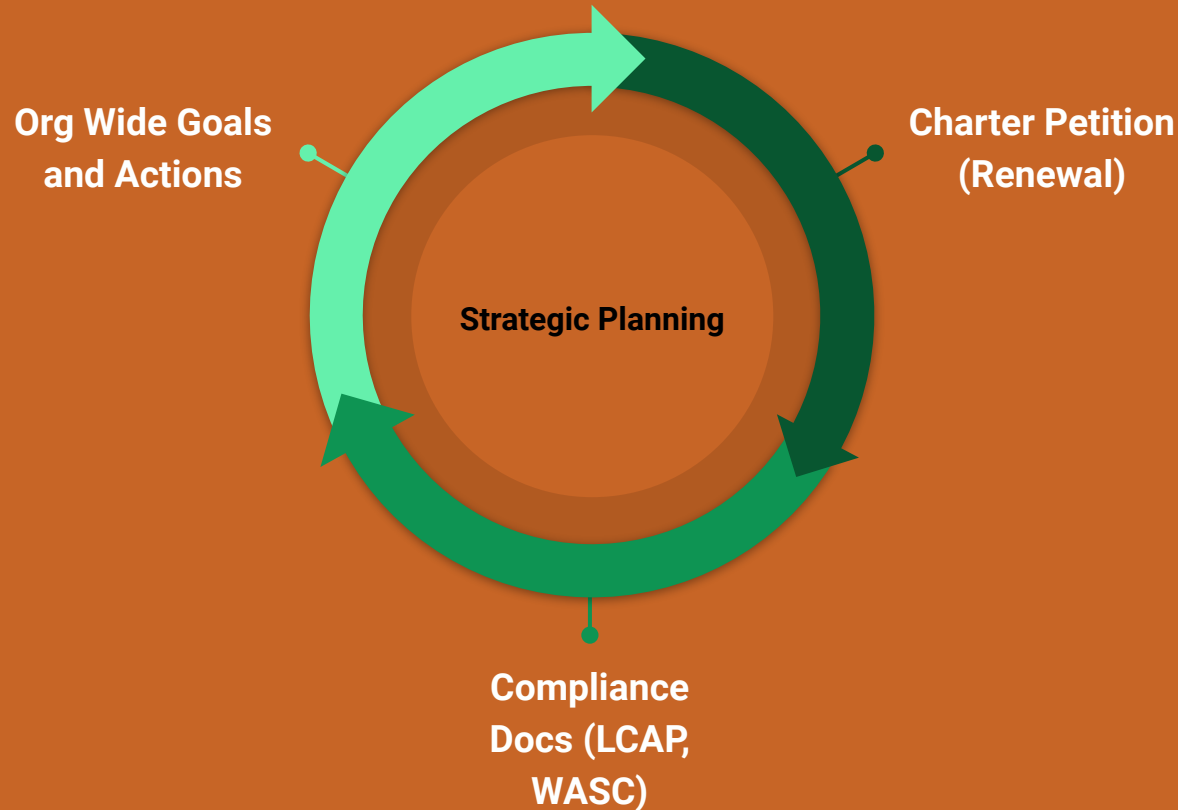 Org Wide Goals
and Actions
Charter Petition
(Renewal)
Strategic Planning
Compliance
Docs (LCAP,
WASC)